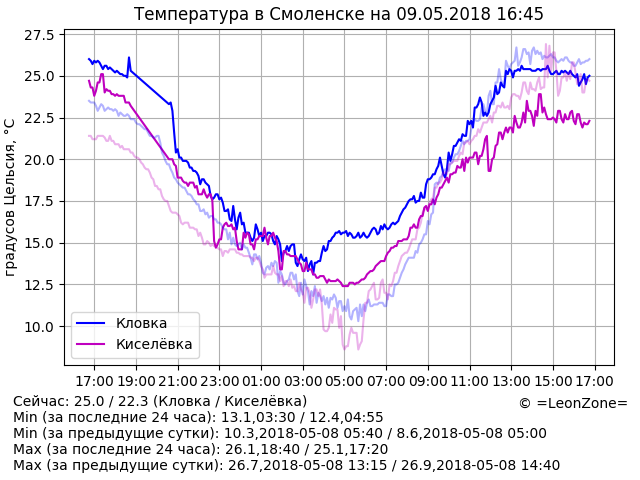 Температура в Смоленске на 09.05.2018 16:45
градусов Цельсия, °C
27.5
25.0
22.5
20.0
17.5
15.0
12.5
10.0
Кловка
Киселёвка
17:00 19:00 21:00 23:00 01:00 03:00 05:00 07:00 09:00 11:00 13:00 15:00 17:00
Сейчас: 25.0 / 22.3 (Кловка / Киселёвка)
© =LeonZone=
Min (за последние 24 часа): 13.1,03:30 / 12.4,04:55
Min (за предыдущие сутки): 10.3,2018-05-08 05:40 / 8.6,2018-05-08 05:00
Max (за последние 24 часа): 26.1,18:40 / 25.1,17:20
Max (за предыдущие сутки): 26.7,2018-05-08 13:15 / 26.9,2018-05-08 14:40